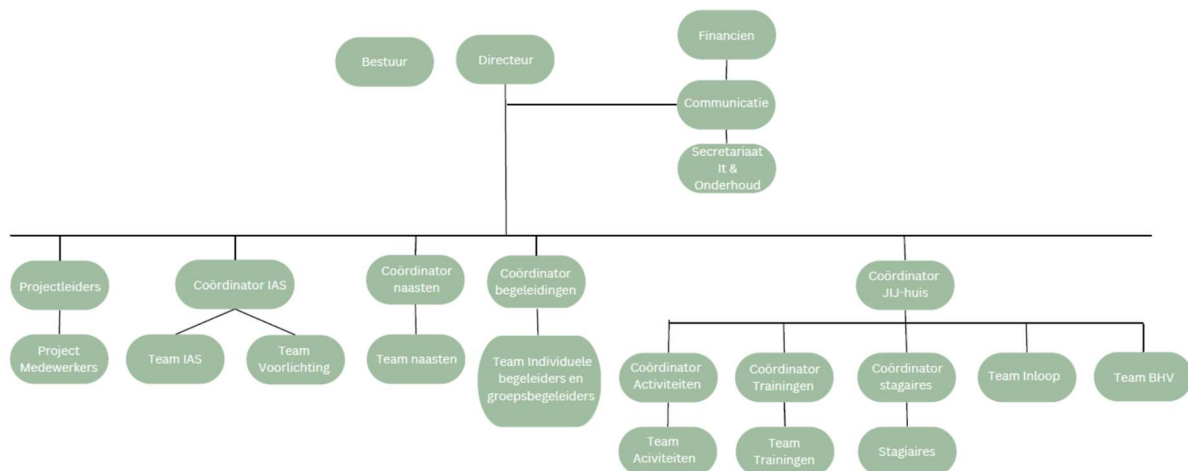 Financien
Bestuur
Directeur
Communicatie
Secretariaat
It &
Onderhoud
Projectleiders
Coördinator IAS
Coördinator
naasten
Coördinator
begeleidingen
Coördinator
JIJ-huis
Project
Medewerkers
Team IAS
Team
Voorlichting
Team naasten
Team Individuele
begeleiders en
groepsbegeleiders
Coördinator
Activiteiten
Coördinator
Trainingen
Coördinator
stagaires
Team Inloop
Team BHV
Team
Aciviteiten
Team
Trainingen
Stagiaires